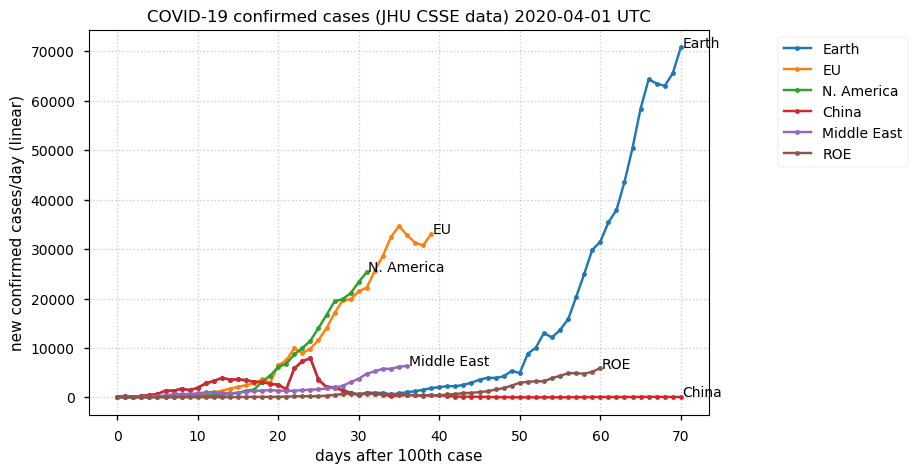 COVID-19 confirmed cases (JHU CSSE data) 2020-04-01 UTC
new confirmed cases/day (linear)
70000
60000
50000
40000
30000
20000
10000
0
0 10 20 30 40 50 60 70
days after 100th case
Earth
EU
N. America
Middle East
ROE
China
Earth
EU
N. America
China
Middle East
ROE